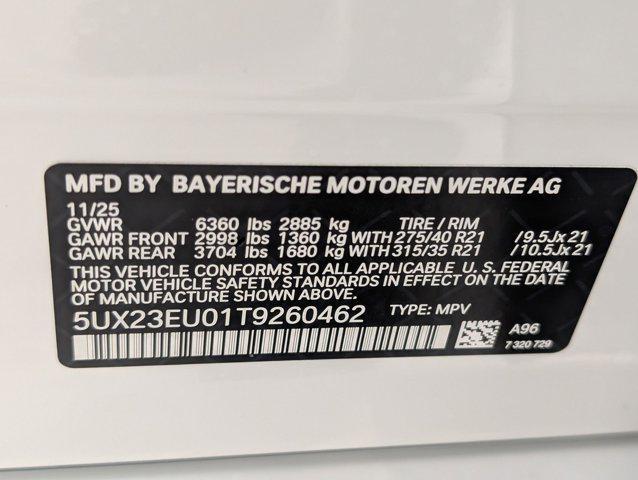 MFD BY BAYERISCHE MOTOREN WERKE AG
11/25
GVWR 6360 lbs 2885 kg TIRE / RIM
GAWR FRONT 2998 lbs 1360 kg WITH 275/40 R21 /9.5Jx21
GAWR REAR 3704 lbs 1680 kg WITH 315/35 R21 /10.5Jx21
THIS VEHICLE CONFORMS TO ALL APPLICABLE U. S. FEDERAL
MOTOR VEHICLE SAFETY STANDARDS IN EFFECT ON THE DATE
OF MANUFACTURE SHOWN ABOVE.
5UX23EU01T9260462 TYPE: MPV
A96
7 320 729